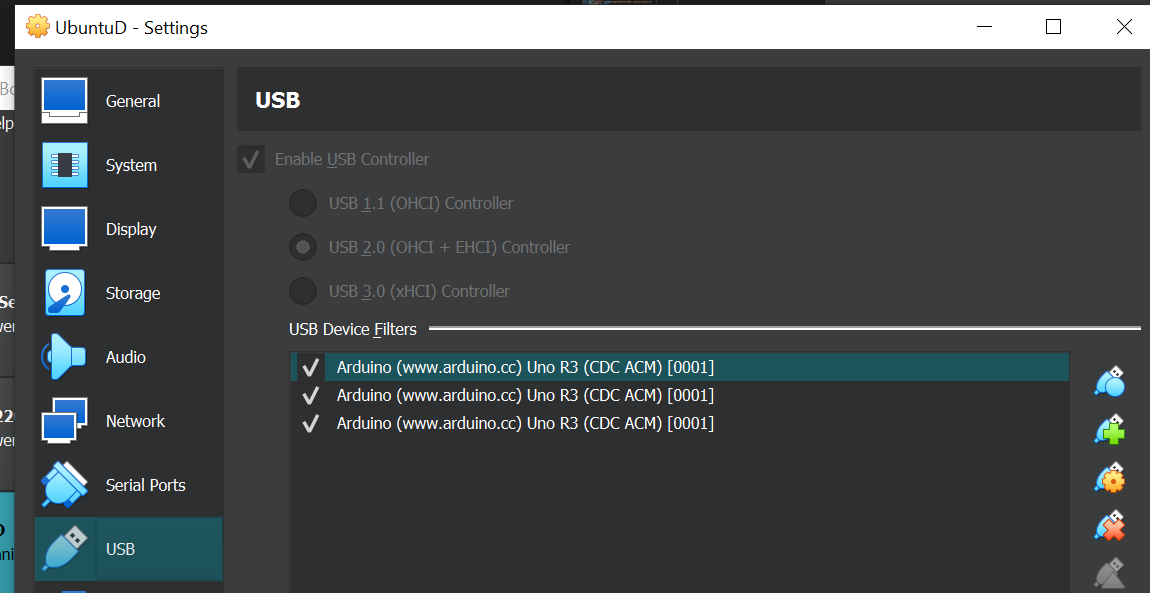 UbuntuD - Settings
General
System
Display
Storage
Audio
Network
Serial Ports
USB
USB
Enable USB Controller
USB 1.1 (OHCI) Controller
USB 2.0 (OHCI + EHCI) Controller
USB 3.0 (xHCI) Controller
USB Device Filters
Arduino (www.arduino.cc) Uno R3 (CDC ACM) [0001]
Arduino (www.arduino.cc) Uno R3 (CDC ACM) [0001]
Arduino (www.arduino.cc) Uno R3 (CDC ACM) [0001]